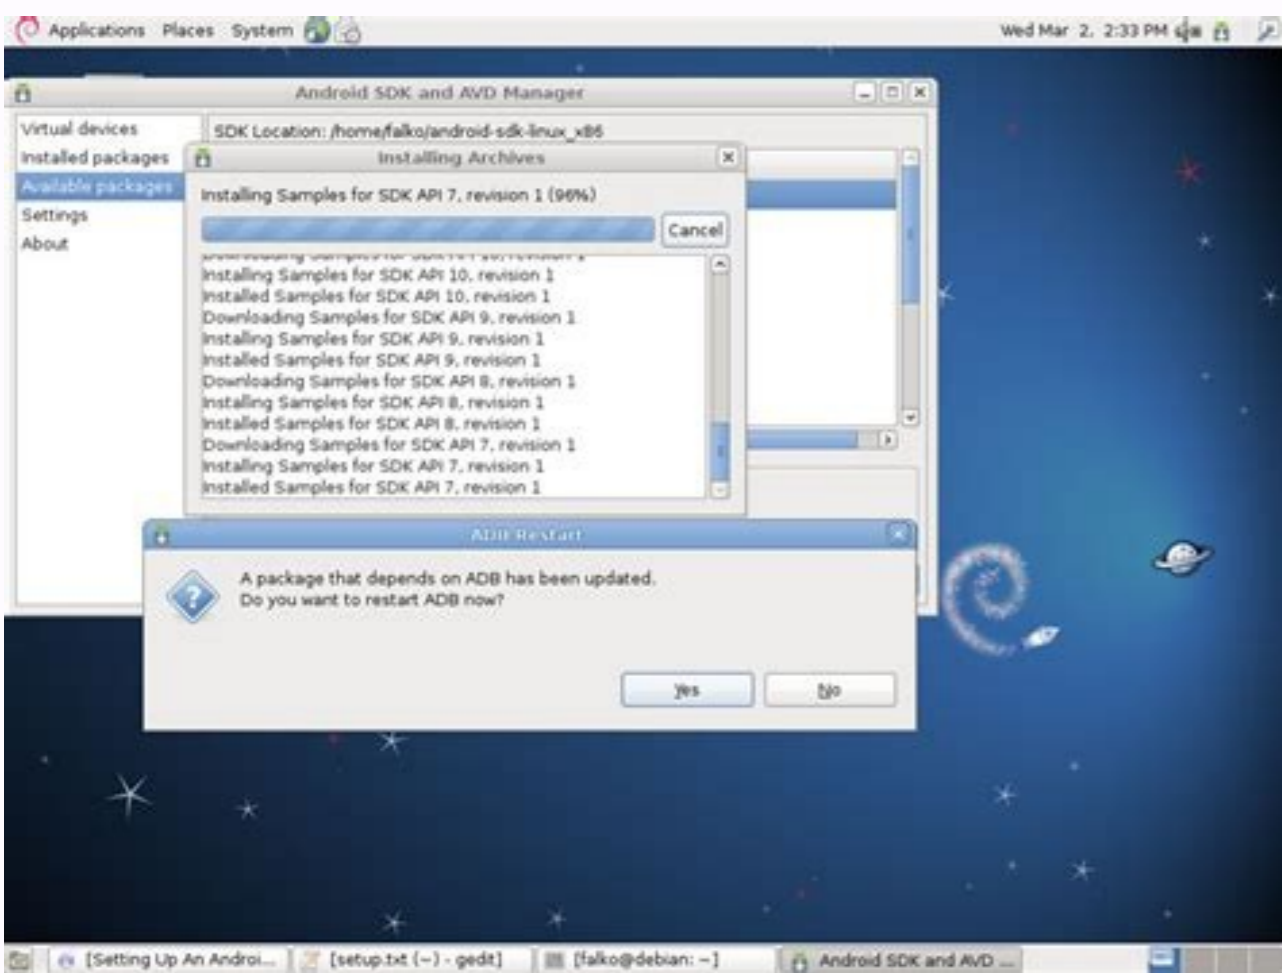 Applications Places System
Wed Mar 2, 2:33 PM
Android SDK and AVD Manager
Virtual devices
Installed packages
Available packages
Settings
About
SDK Location: /home/falko/android-sdk-linux_x86
Installing Archives
Installing Samples for SDK API 7, revision 1 (96%)
Cancel
Downloading Samples for SDK API 10, revision 1
Installing Samples for SDK API 10, revision 1
Installed Samples for SDK API 10, revision 1
Downloading Samples for SDK API 9, revision 1
Installing Samples for SDK API 9, revision 1
Installed Samples for SDK API 9, revision 1
Downloading Samples for SDK API 8, revision 1
Installing Samples for SDK API 8, revision 1
Installed Samples for SDK API 8, revision 1
Downloading Samples for SDK API 7, revision 1
Installing Samples for SDK API 7, revision 1
Installed Samples for SDK API 7, revision 1
ADB Restart
A package that depends on ADB has been updated.
Do you want to restart ADB now?
Yes
No
[Setting Up An Androi...
[setup.txt (~) - gedit]
[falko@debian: ~]
Android SDK and AVD ...